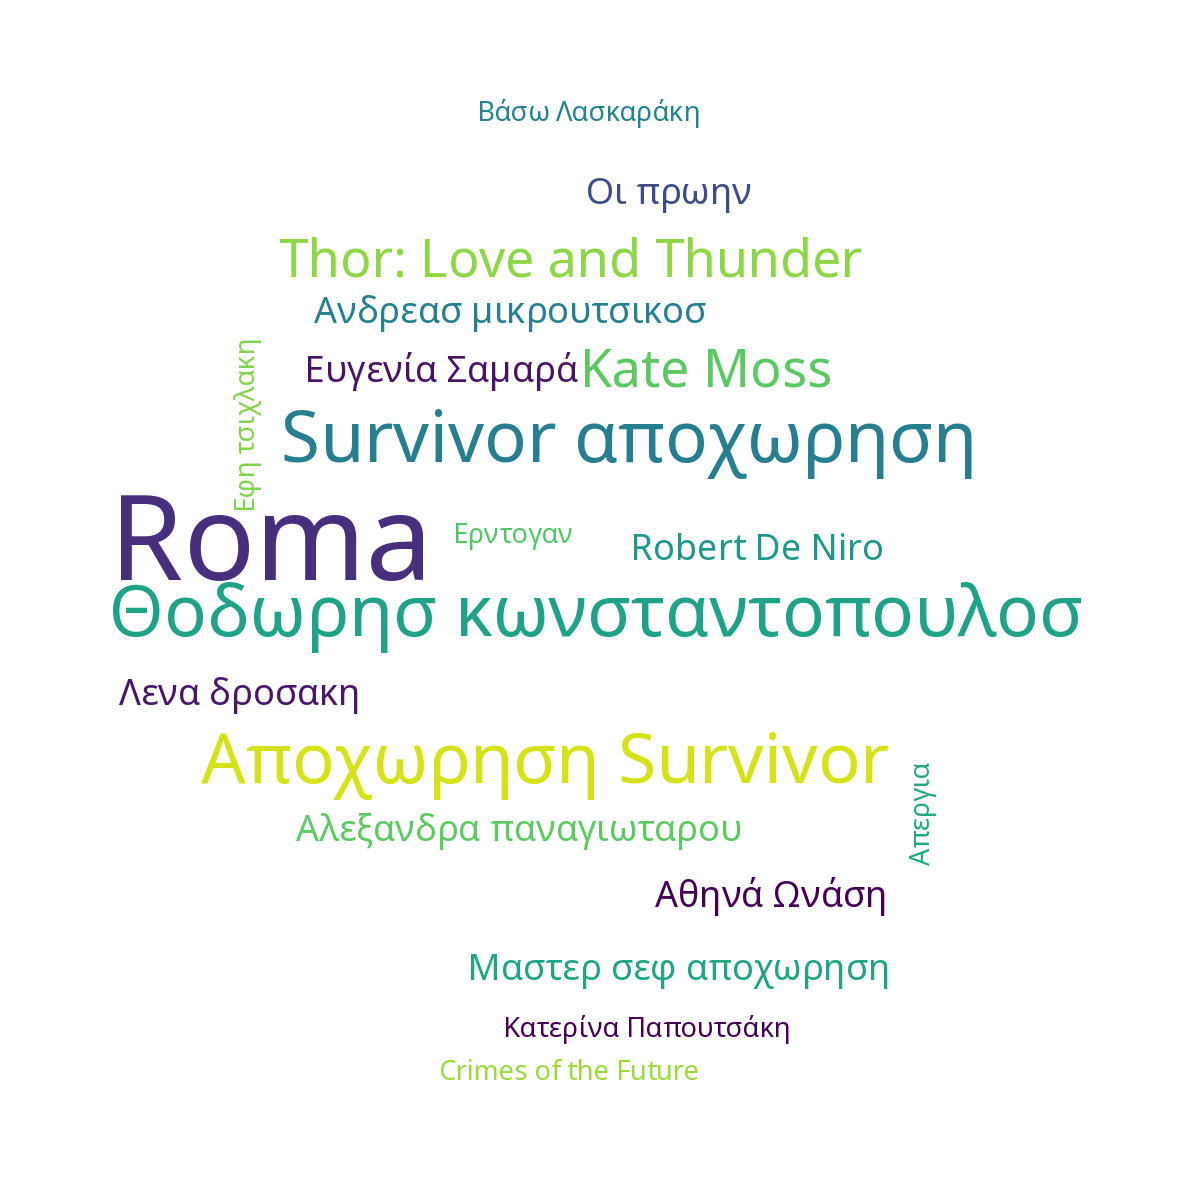 Βάσω Λασκαράκη
Οι πρωην
Thor: Love and Thunder
Ανδρεασ μικρουτσικοσ
Ευγενία Σαμαρά
Kate Moss
Εφη τσιχλακη
Survivor αποχωρηση
Roma
Ερντογαν
Robert De Niro
Θοδωρησ κωνσταντοπουλοσ
Λενα δροσακη
Αποχωρηση Survivor
Απεργια
Αλεξανδρα παναγιωταρου
Αθηνά Ωνάση
Μαστερ σεφ αποχωρηση
Κατερίνα Παπουτσάκη
Crimes of the Future